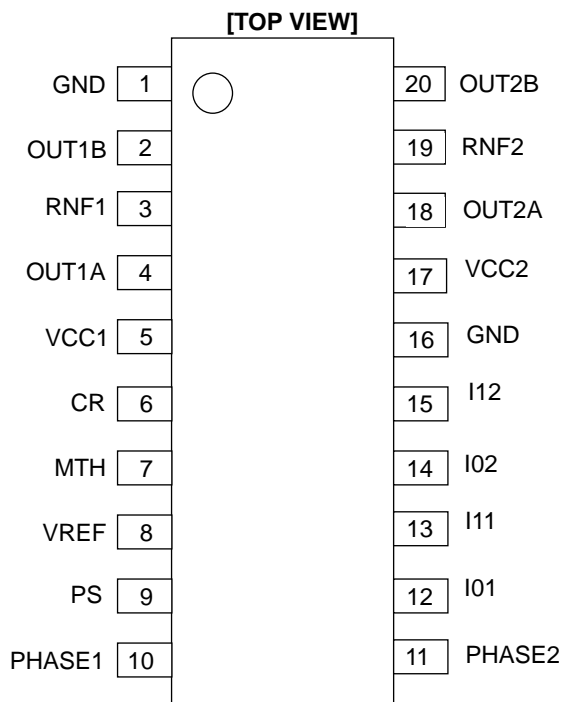 [TOP VIEW]
GND 1 20 OUT2B
OUT1B 2 19 RNF2
RNF1 3 18 OUT2A
OUT1A 4 17 VCC2
VCC1 5 16 GND
CR 6 15 I12
MTH 7 14 I02
VREF 8 13 I11
PS 9 12 I01
PHASE1 10 11 PHASE2